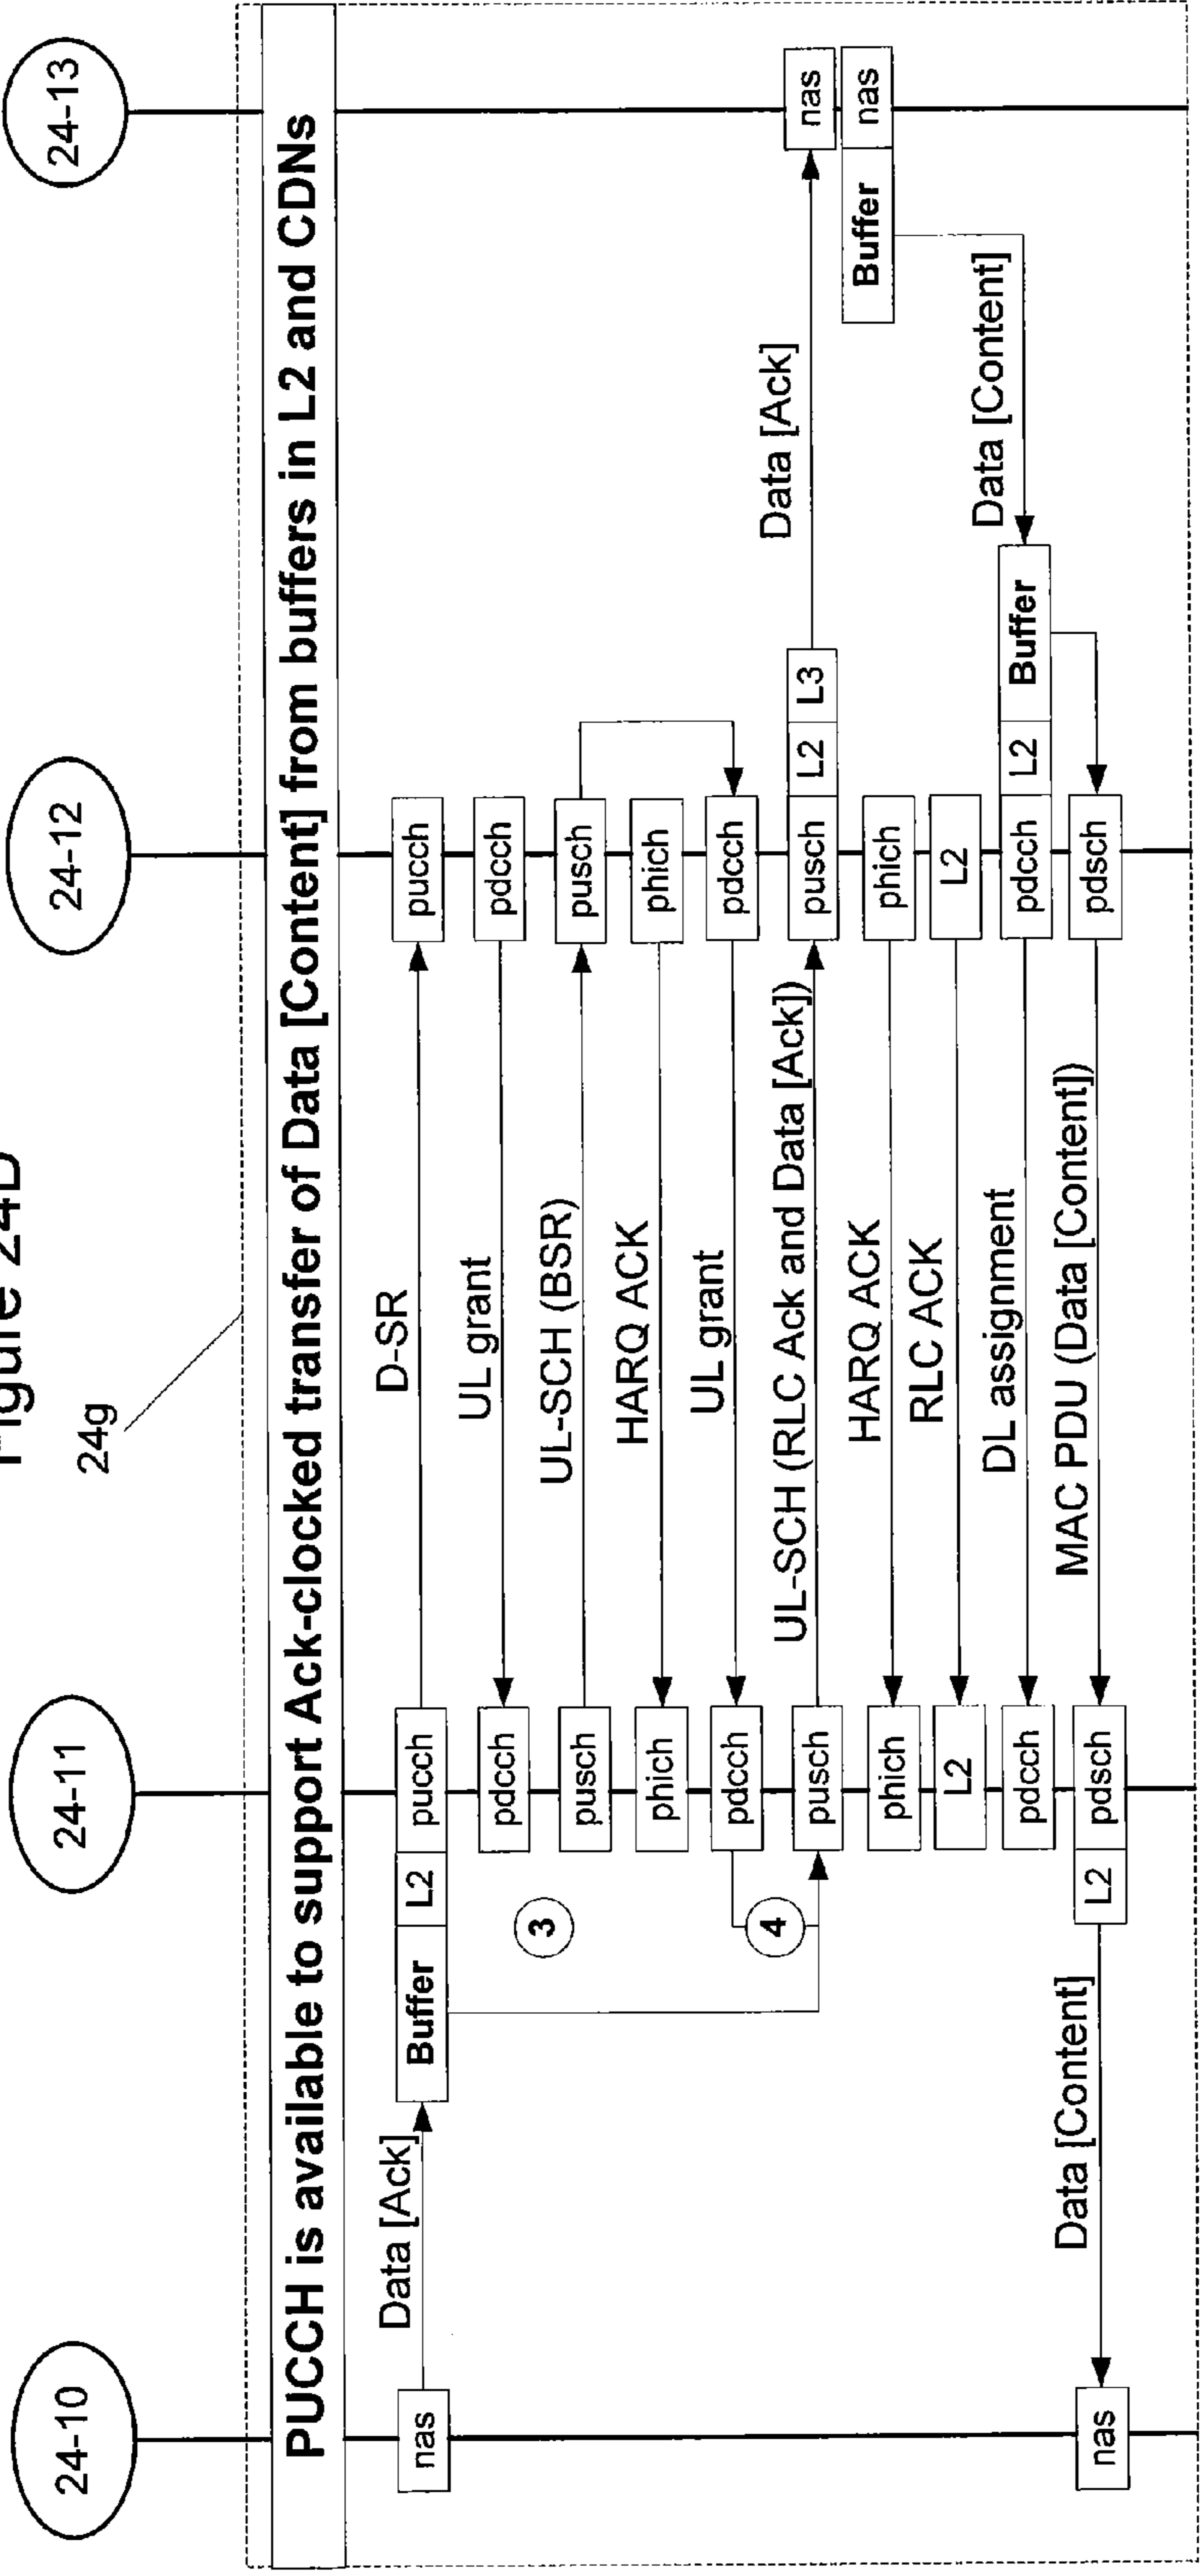 Figure 24D
24g
24-10
24-11
24-12
24-13
PUCCH is available to support Ack-clocked transfer of Data [Content] from buffers in L2 and CDNs
nas
Data [Ack]
Buffer
L2
pucch
D-SR
pucch
pdcch
UL grant
pdcch
3
pusch
UL-SCH (BSR)
pusch
phich
HARQ ACK
phich
pdcch
UL grant
pdcch
4
pusch
UL-SCH (RLC Ack and Data [Ack])
pusch
L2
L3
Data [Ack]
nas
phich
HARQ ACK
phich
Buffer
nas
L2
RLC ACK
L2
pdcch
DL assignment
pdcch
L2
Buffer
Data [Content]
nas
Data [Content]
L2
pdsch
MAC PDU (Data [Content])
pdsch